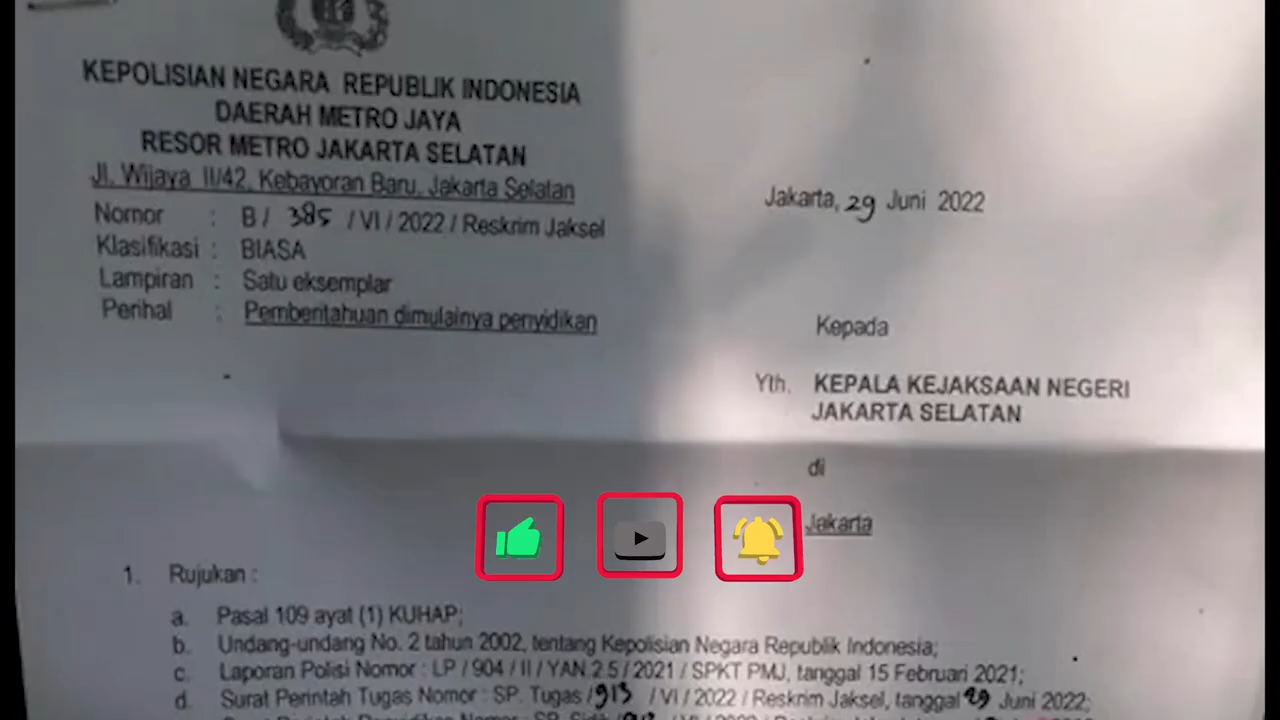 KEPOLISIAN NEGARA REPUBLIK INDONESIA
DAERAH METRO JAYA
RESOR METRO JAKARTA SELATAN
Jl. Wijaya II/42, Kebayoran Baru, Jakarta Selatan
Jakarta, 29 Juni 2022
Nomor : B / 385 / VI / 2022 / Reskrim Jaksel
Klasifikasi : BIASA
Lampiran : Satu eksemplar
Perihal : Pemberitahuan dimulainya penyidikan
Kepada
Yth. KEPALA KEJAKSAAN NEGERI
JAKARTA SELATAN
di
Jakarta
1. Rujukan :
a. Pasal 109 ayat (1) KUHAP;
b. Undang-undang No. 2 tahun 2002, tentang Kepolisian Negara Republik Indonesia;
c. Laporan Polisi Nomor : LP / 904 / II / YAN.2.5 / 2021 / SPKT PMJ, tanggal 15 Februari 2021;
d. Surat Perintah Tugas Nomor : SP. Tugas / 913 / VI / 2022 / Reskrim Jaksel, tanggal 29 Juni 2022;